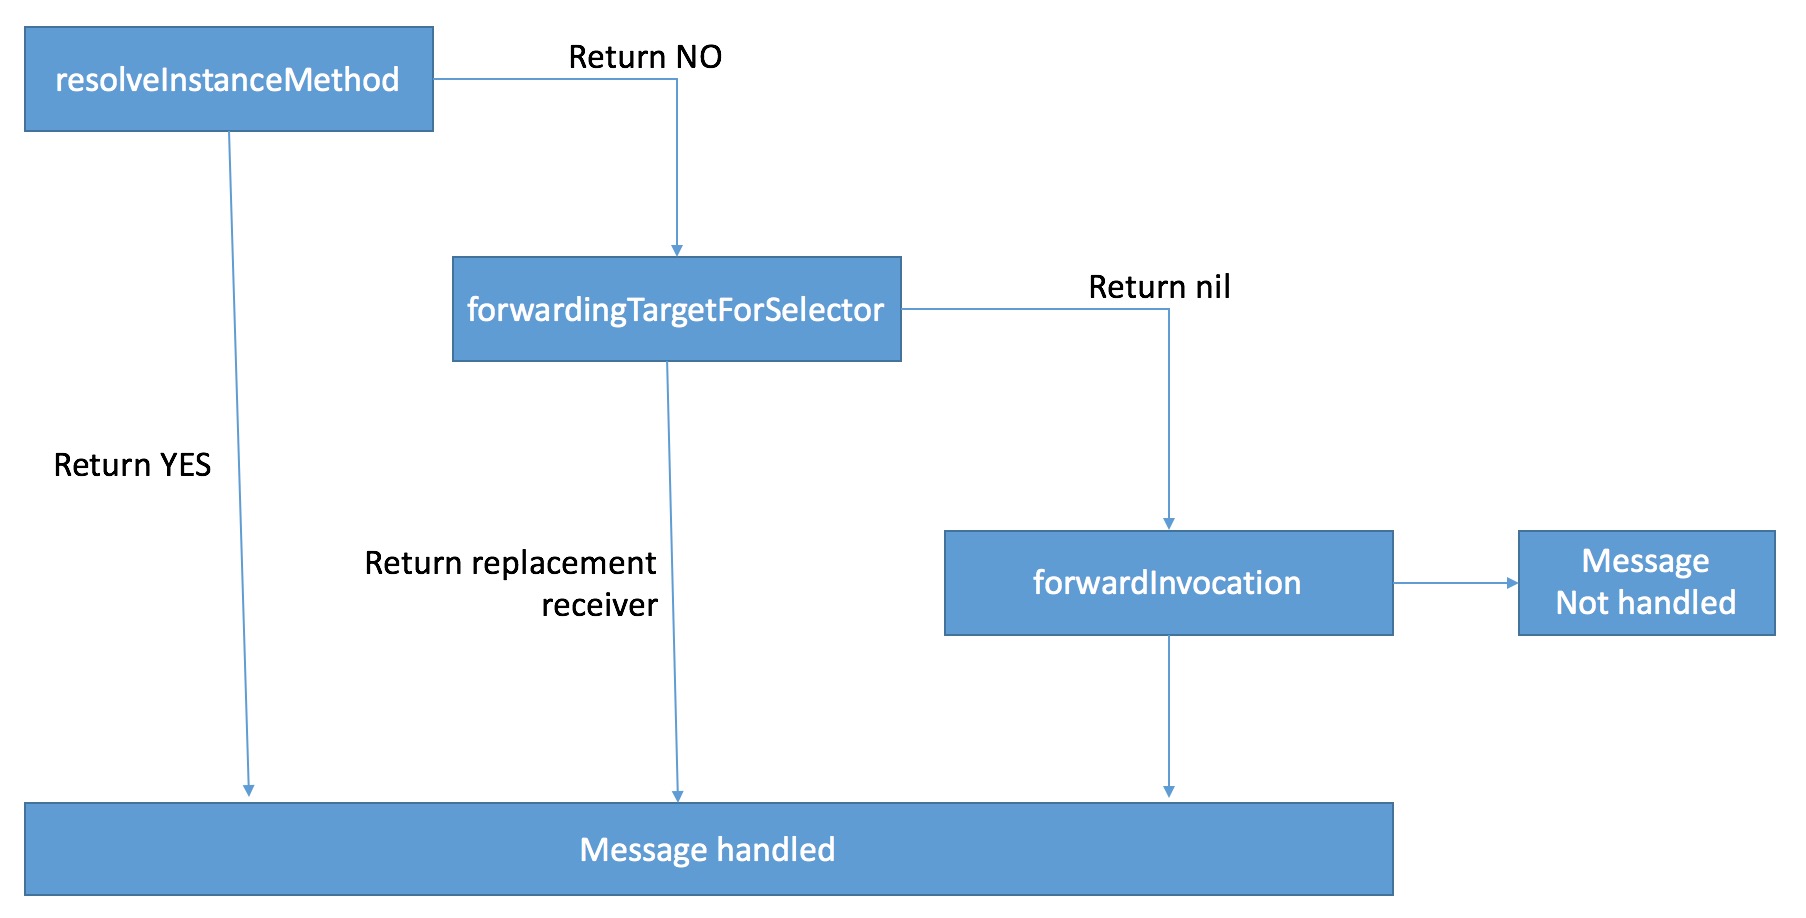 Return NO
resolveInstanceMethod
Return nil
forwardingTargetForSelector
Return YES
Return replacement
receiver
forwardInvocation
Message
Not handled
Message handled